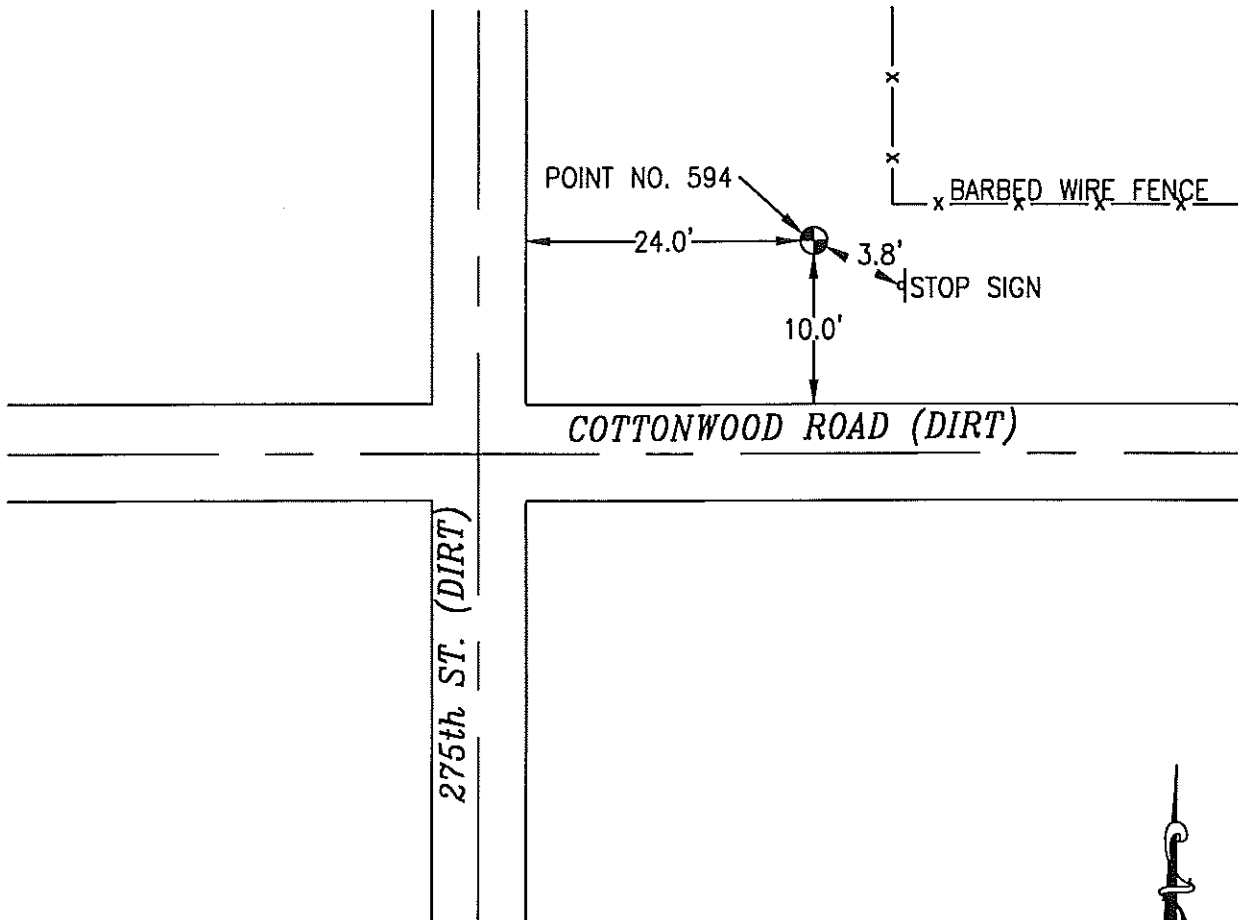 POINT NO. 594
BARBED WIRE FENCE
24.0'
3.8'
STOP SIGN
10.0'
COTTONWOOD ROAD (DIRT)
275th ST. (DIRT)